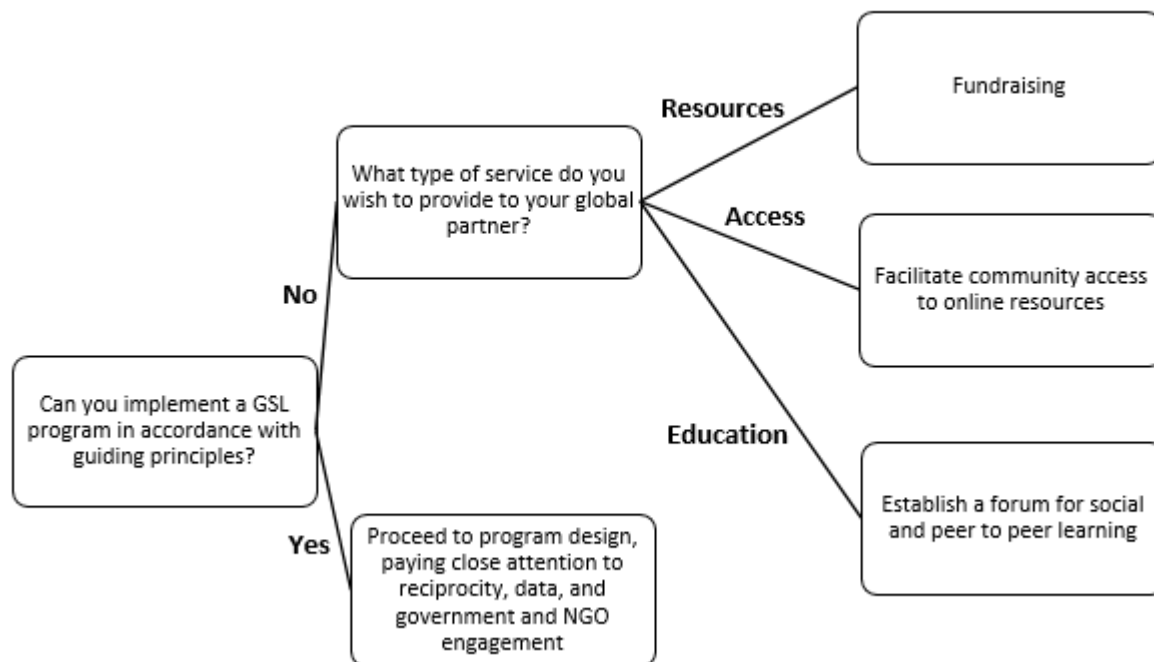 Fundraising
Resources
What type of service do you
wish to provide to your global
partner?
Access
Facilitate community access
to online resources
No
Can you implement a GSL
program in accordance with
guiding principles?
Education
Establish a forum for social
and peer to peer learning
Yes
Proceed to program design,
paying close attention to
reciprocity, data, and
government and NGO
engagement